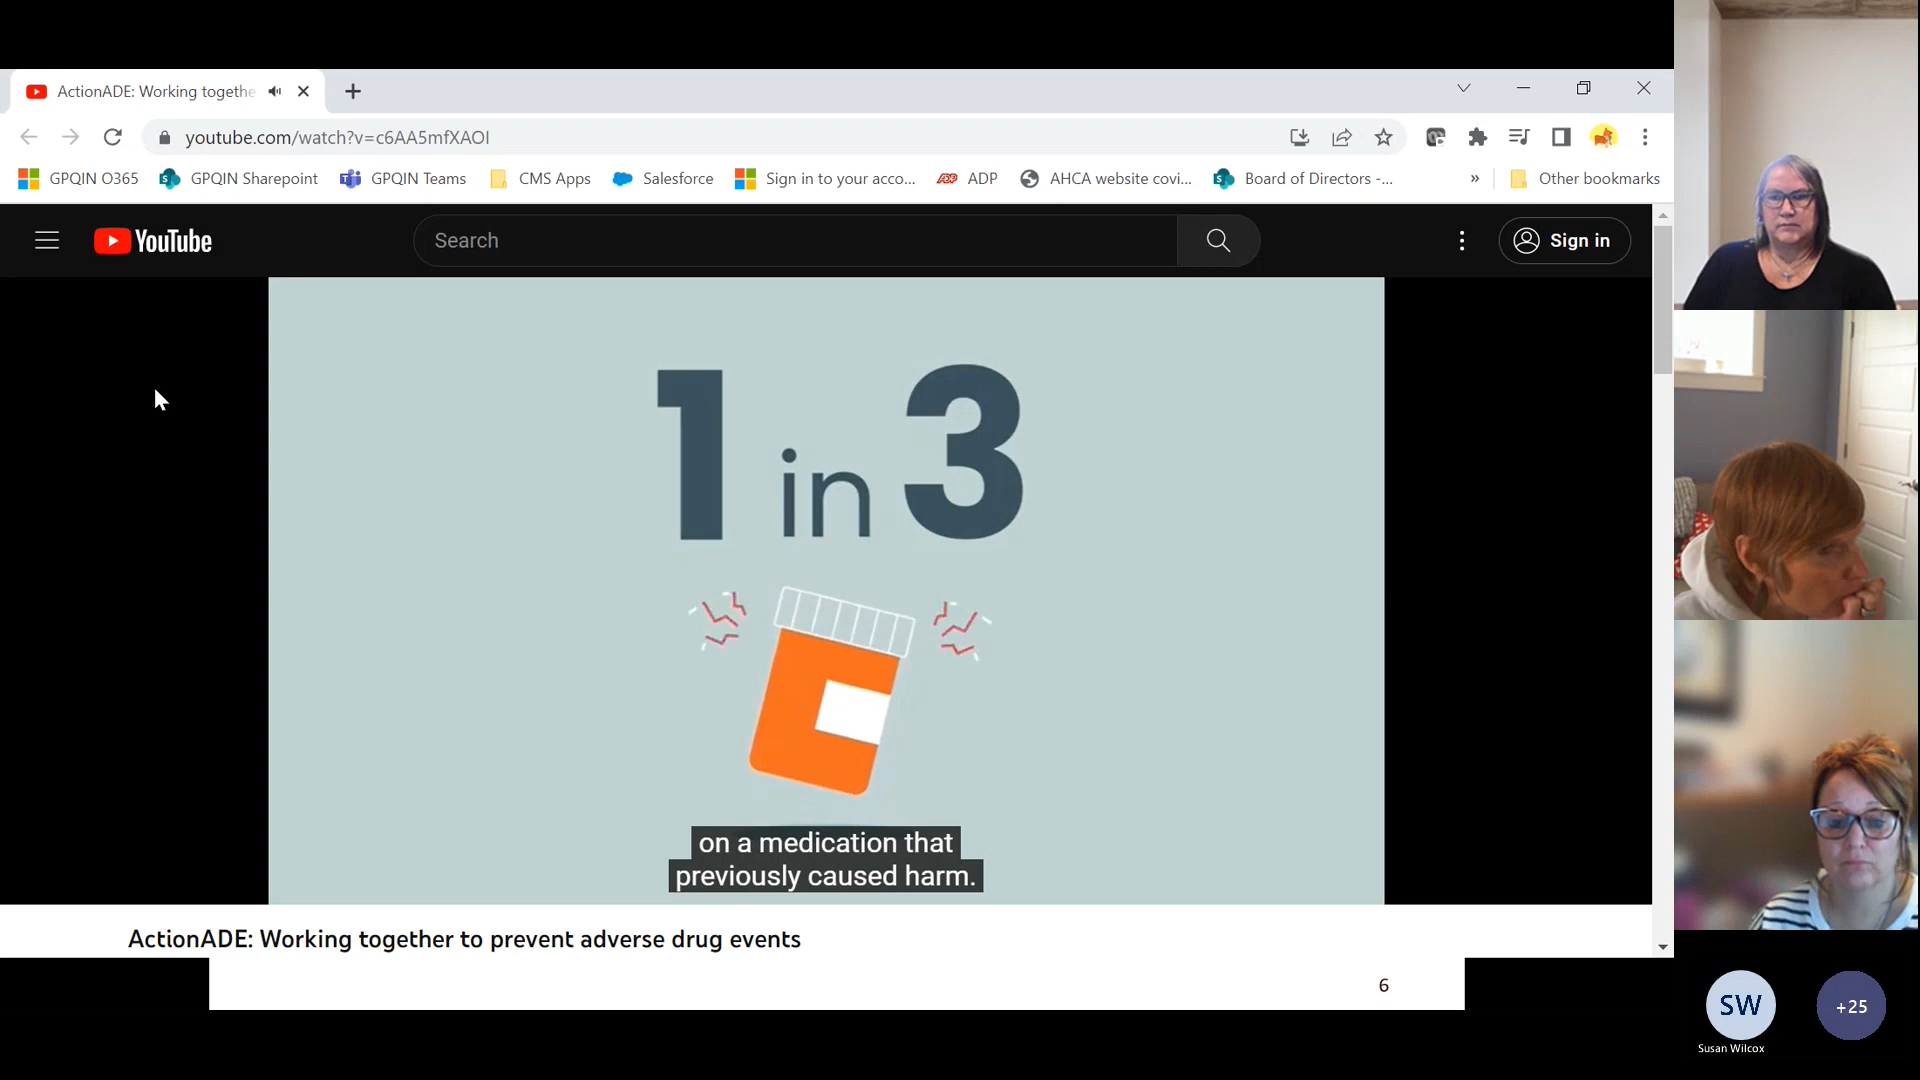 ActionADE: Working togethe
youtube.com/watch?v=c6AA5mfXAOI
GPQIN O365
GPQIN Sharepoint
GPQIN Teams
CMS Apps
Salesforce
Sign in to your acco...
ADP
AHCA website covi...
Board of Directors -...
»
Other bookmarks
YouTube
Search
Sign in
1 in 3
on a medication that
previously caused harm.
ActionADE: Working together to prevent adverse drug events
6
SW
+25
Susan Wilcox